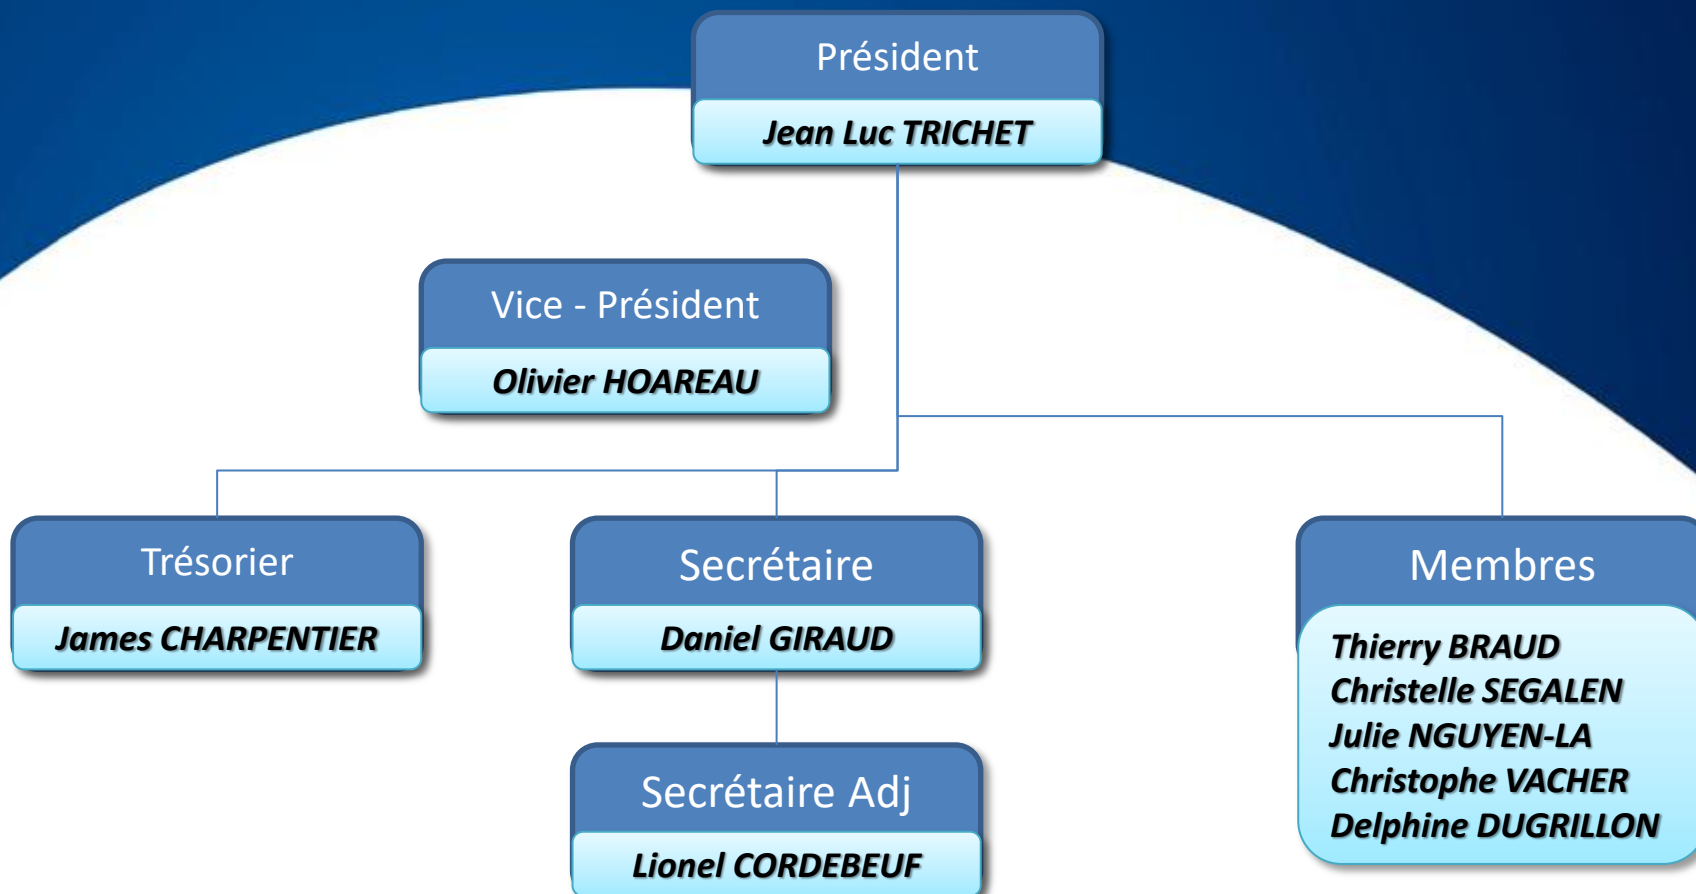 Président
Jean Luc TRICHET
Vice - Président
Olivier HOAREAU
Trésorier
James CHARPENTIER
Secrétaire
Daniel GIRAUD
Secrétaire Adj
Lionel CORDEBEUF
Membres
Thierry BRAUD
Christelle SEGALEN
Julie NGUYEN-LA
Christophe VACHER
Delphine DUGRILLON